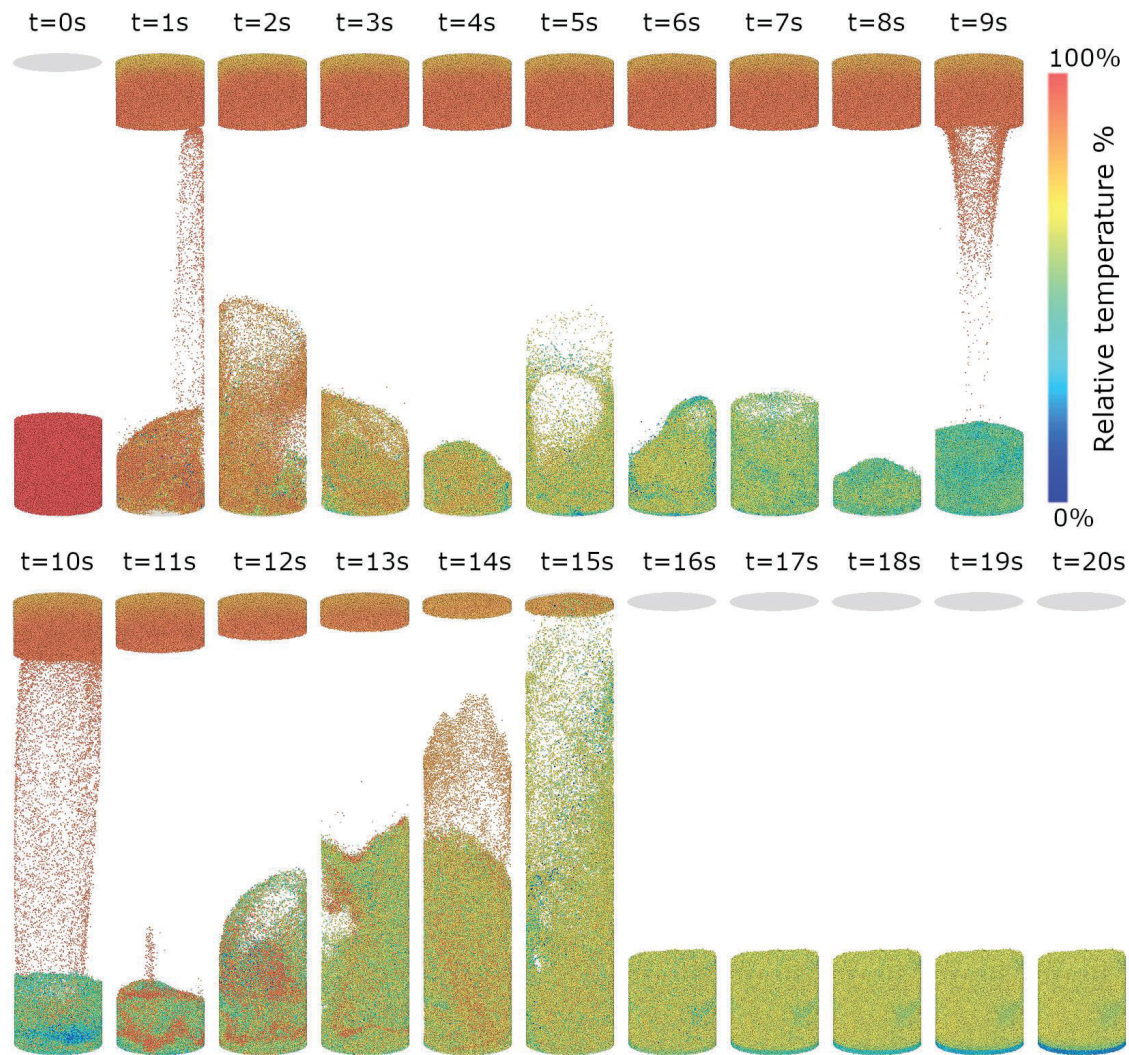 t=0s t=1s t=2s t=3s t=4s t=5s t=6s t=7s t=8s t=9s
100%
Relative temperature %
0%
t=10s t=11s t=12s t=13s t=14s t=15s t=16s t=17s t=18s t=19s t=20s